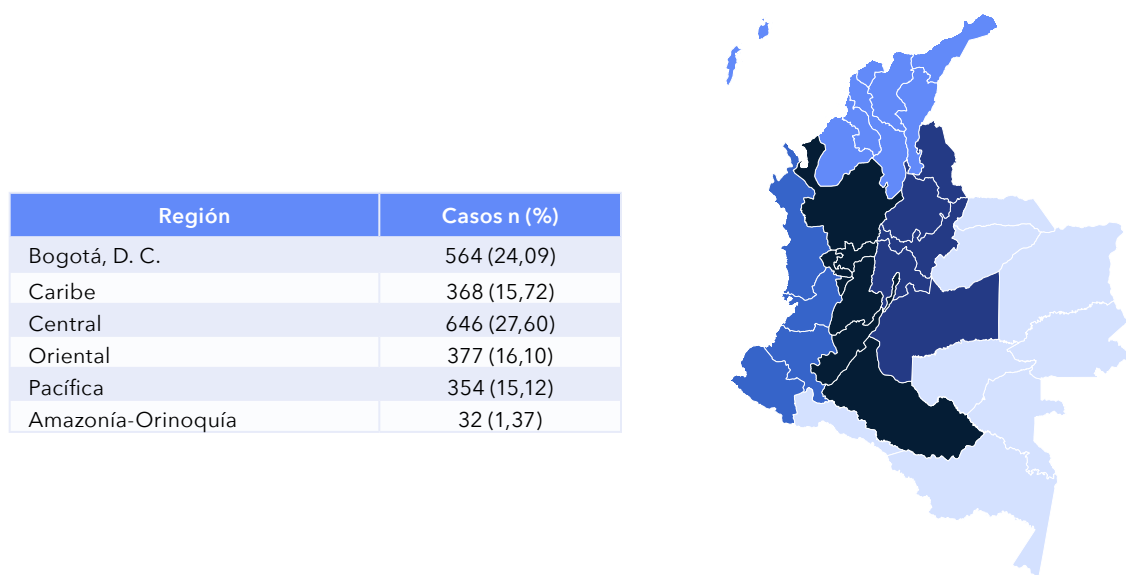 Región Casos n (%)
Bogotá, D. C. 564 (24,09)
Caribe 368 (15,72)
Central 646 (27,60)
Oriental 377 (16,10)
Pacífica 354 (15,12)
Amazonía-Orinoquía 32 (1,37)